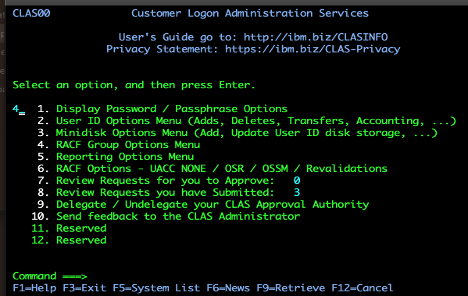 CLAS00 Customer Logon Administration Services
User's Guide go to: http://ibm.biz/CLASINFO
Privacy Statement: https://ibm.biz/CLAS-Privacy
Select an option, and then press Enter.
4_ 1. Display Password / Passphrase Options
2. User ID Options Menu (Adds, Deletes, Transfers, Accounting, ...)
3. Minidisk Options Menu (Add, Update User ID disk storage, ...)
4. RACF Group Options Menu
5. Reporting Options Menu
6. RACF Options - UACC NONE / OSR / OSSM / Revalidations
7. Review Requests for you to Approve: 0
8. Review Requests you have Submitted: 3
9. Delegate / Undelegate your CLAS Approval Authority
10. Send feedback to the CLAS Administrator
11. Reserved
12. Reserved
Command ===>
F1=Help F3=Exit F5=System List F6=News F9=Retrieve F12=Cancel